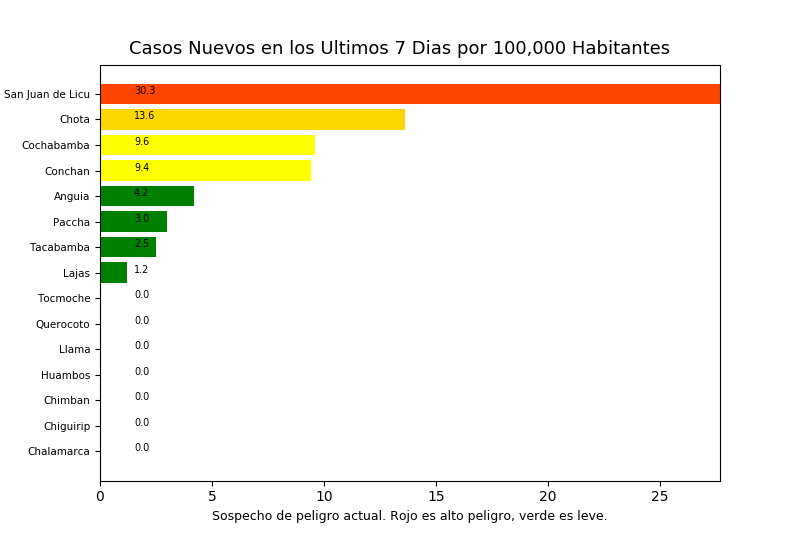 Casos Nuevos en los Ultimos 7 Dias por 100,000 Habitantes
San Juan de Licu 30.3
Chota 13.6
Cochabamba 9.6
Conchan 9.4
Anguia 4.2
Paccha 3.0
Tacabamba 2.5
Lajas 1.2
Tocmoche 0.0
Querocoto 0.0
Llama 0.0
Huambos 0.0
Chimban 0.0
Chiguirip 0.0
Chalamarca 0.0
0 5 10 15 20 25
Sospecho de peligro actual. Rojo es alto peligro, verde es leve.